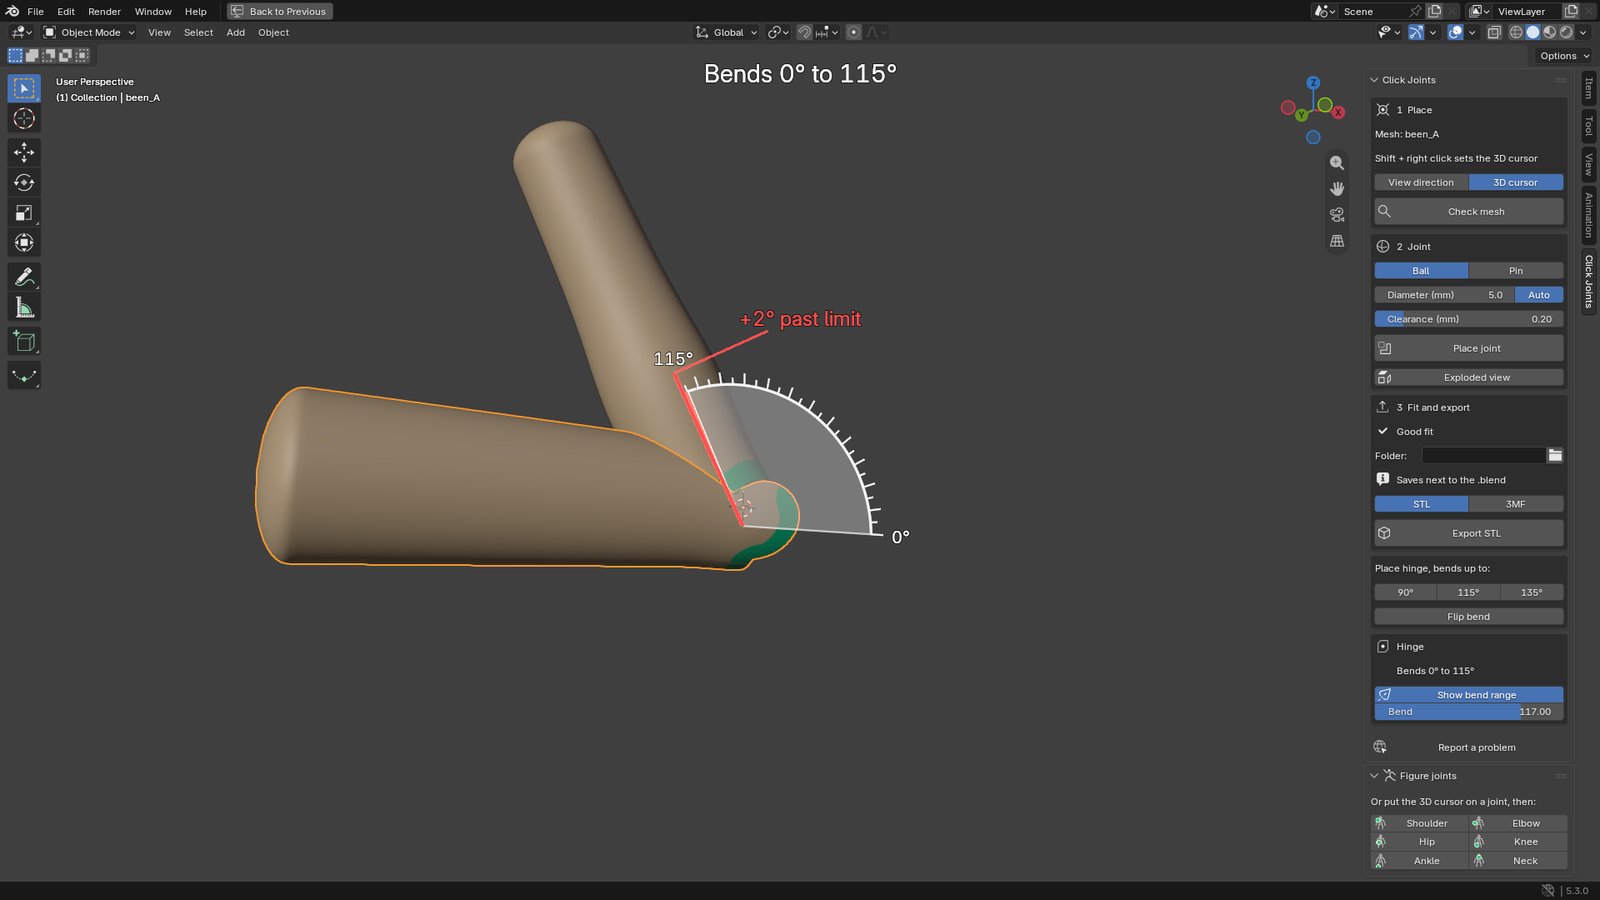 File Edit Render Window Help Back to Previous
Scene ViewLayer
Object Mode View Select Add Object
Global
Options
User Perspective
(1) Collection | been_A
Bends 0° to 115°
+2° past limit
115°
0°
Click Joints
1 Place
Mesh: been_A
Shift + right click sets the 3D cursor
View direction 3D cursor
Check mesh
2 Joint
Ball Pin
Diameter (mm) 5.0 Auto
Clearance (mm) 0.20
Place joint
Exploded view
3 Fit and export
Good fit
Folder:
Saves next to the .blend
STL 3MF
Export STL
Place hinge, bends up to:
90° 115° 135°
Flip bend
Hinge
Bends 0° to 115°
Show bend range
Bend 117.00
Report a problem
Figure joints
Or put the 3D cursor on a joint, then:
Shoulder Elbow
Hip Knee
Ankle Neck
Item
Tool
View
Animation
Click Joints
Z
Y
X
5.3.0